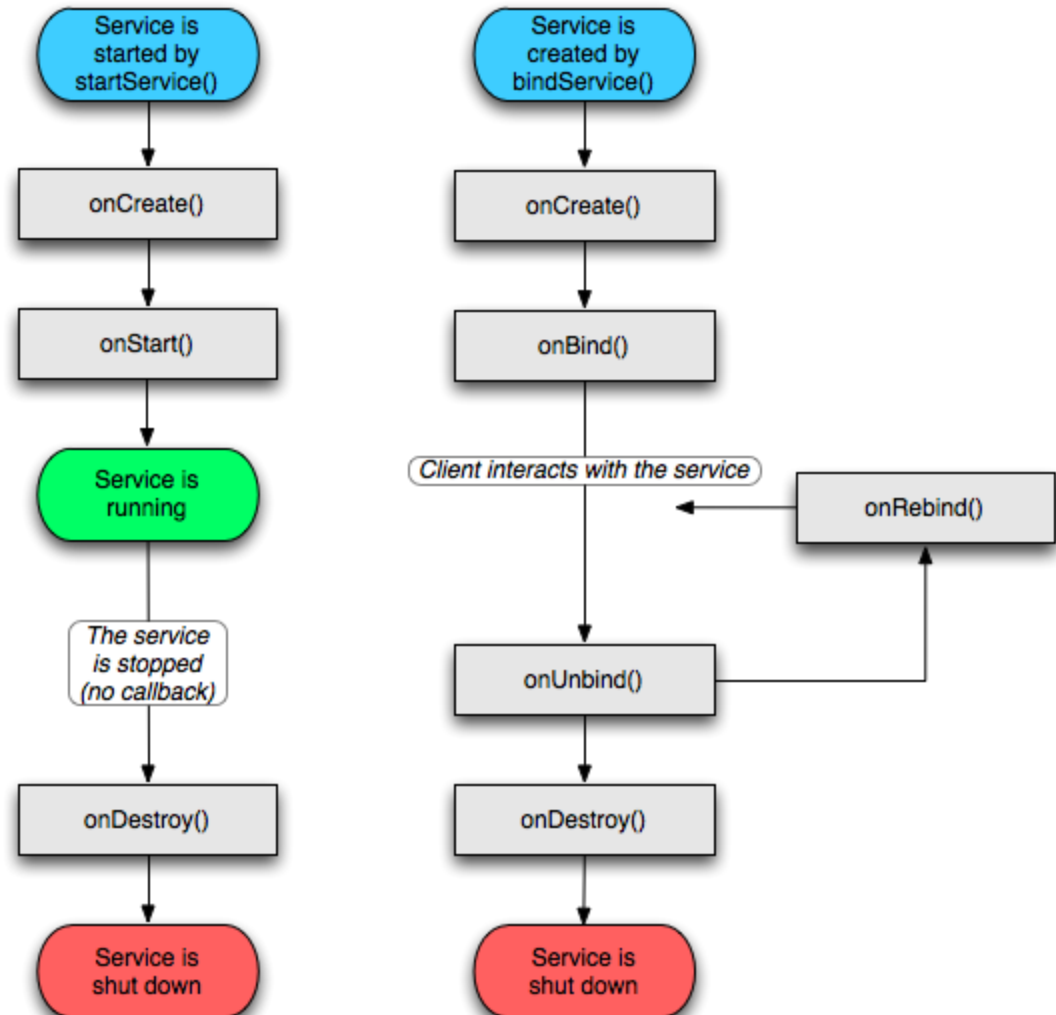 Service is
started by
startService()
onCreate()
onStart()
Service is
running
The service
is stopped
(no callback)
onDestroy()
Service is
shut down
Service is
created by
bindService()
onCreate()
onBind()
Client interacts with the service
onRebind()
onUnbind()
onDestroy()
Service is
shut down